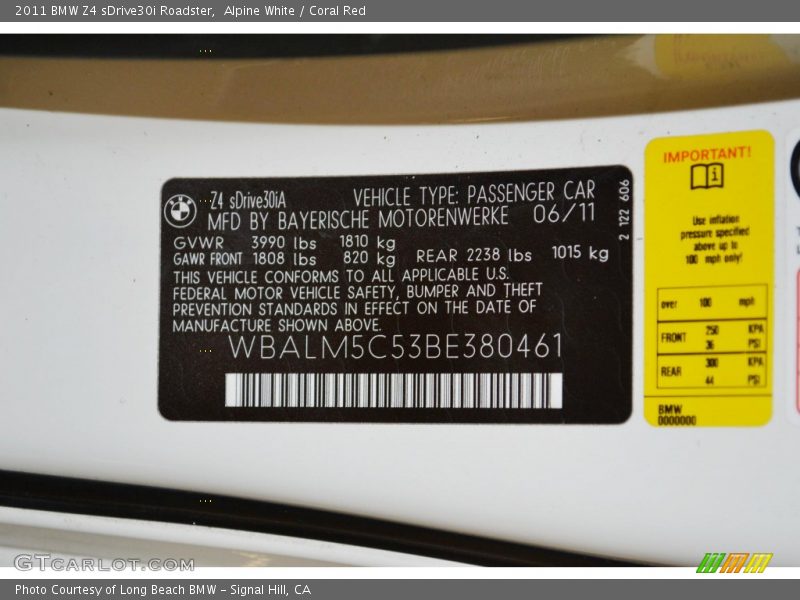 2011 BMW Z4 sDrive30i Roadster,  Alpine White / Coral Red
Z4 sDrive30iA VEHICLE TYPE: PASSENGER CAR
MFD BY BAYERISCHE MOTORENWERKE 06/11
GVWR 3990 lbs 1810 kg
GAWR FRONT 1808 lbs 820 kg REAR 2238 lbs 1015 kg
THIS VEHICLE CONFORMS TO ALL APPLICABLE U.S.
FEDERAL MOTOR VEHICLE SAFETY, BUMPER AND THEFT
PREVENTION STANDARDS IN EFFECT ON THE DATE OF
MANUFACTURE SHOWN ABOVE.
WBALM5C53BE380461
2 122 606
IMPORTANT!
Use inflation
pressure specified
above up to
100 mph only!
over 100 mph
FRONT 250 KPA
36 PSI
REAR 300 KPA
44 PSI
BMW
0000000
GTCARLOT.COM
Photo Courtesy of Long Beach BMW - Signal Hill, CA